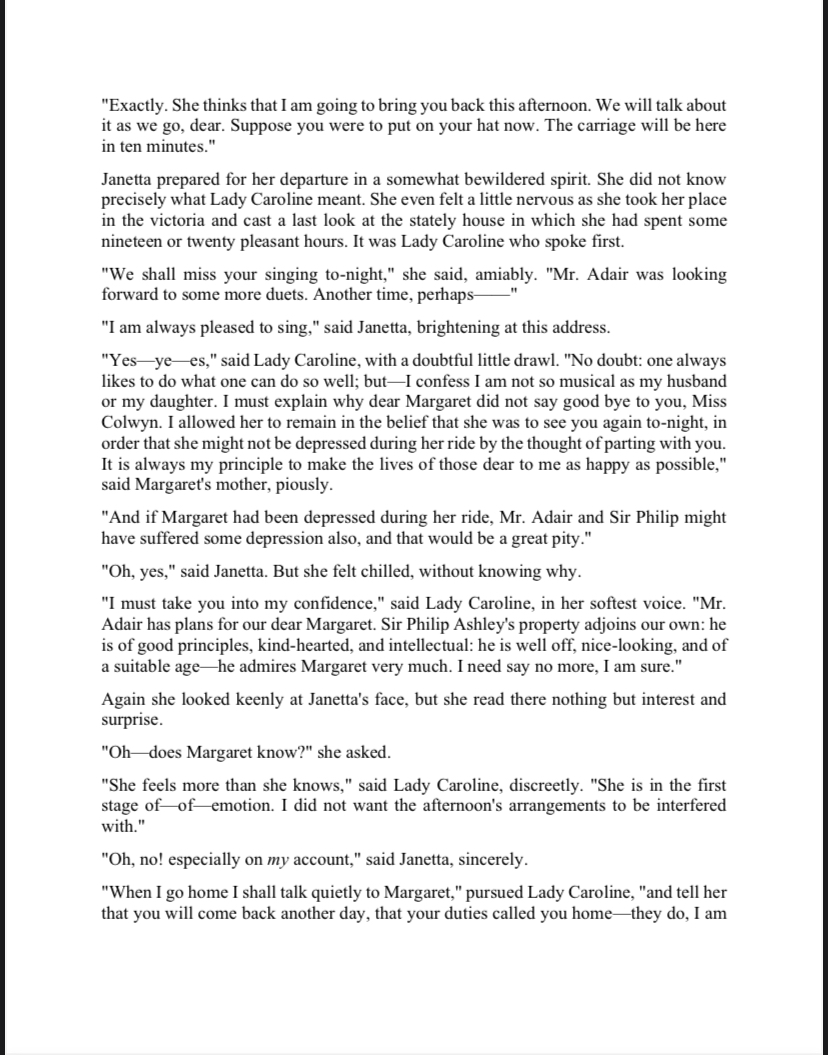 "Exactly. She thinks that I am going to bring you back this afternoon. We will talk about
it as we go, dear. Suppose you were to put on your hat now. The carriage will be here
in ten minutes."
Janetta prepared for her departure in a somewhat bewildered spirit. She did not know
precisely what Lady Caroline meant. She even felt a little nervous as she took her place
in the victoria and cast a last look at the stately house in which she had spent some
nineteen or twenty pleasant hours. It was Lady Caroline who spoke first.
"We shall miss your singing to-night," she said, amiably. "Mr. Adair was looking
forward to some more duets. Another time, perhaps——"
"I am always pleased to sing," said Janetta, brightening at this address.
"Yes—ye—es," said Lady Caroline, with a doubtful little drawl. "No doubt: one always
likes to do what one can do so well; but—I confess I am not so musical as my husband
or my daughter. I must explain why dear Margaret did not say good bye to you, Miss
Colwyn. I allowed her to remain in the belief that she was to see you again to-night, in
order that she might not be depressed during her ride by the thought of parting with you.
It is always my principle to make the lives of those dear to me as happy as possible,"
said Margaret's mother, piously.
"And if Margaret had been depressed during her ride, Mr. Adair and Sir Philip might
have suffered some depression also, and that would be a great pity."
"Oh, yes," said Janetta. But she felt chilled, without knowing why.
"I must take you into my confidence," said Lady Caroline, in her softest voice. "Mr.
Adair has plans for our dear Margaret. Sir Philip Ashley's property adjoins our own: he
is of good principles, kind-hearted, and intellectual: he is well off, nice-looking, and of
a suitable age—he admires Margaret very much. I need say no more, I am sure."
Again she looked keenly at Janetta's face, but she read there nothing but interest and
surprise.
"Oh—does Margaret know?" she asked.
"She feels more than she knows," said Lady Caroline, discreetly. "She is in the first
stage of—of—emotion. I did not want the afternoon's arrangements to be interfered
with."
"Oh, no! especially on my account," said Janetta, sincerely.
"When I go home I shall talk quietly to Margaret," pursued Lady Caroline, "and tell her
that you will come back another day, that your duties called you home—they do, I am